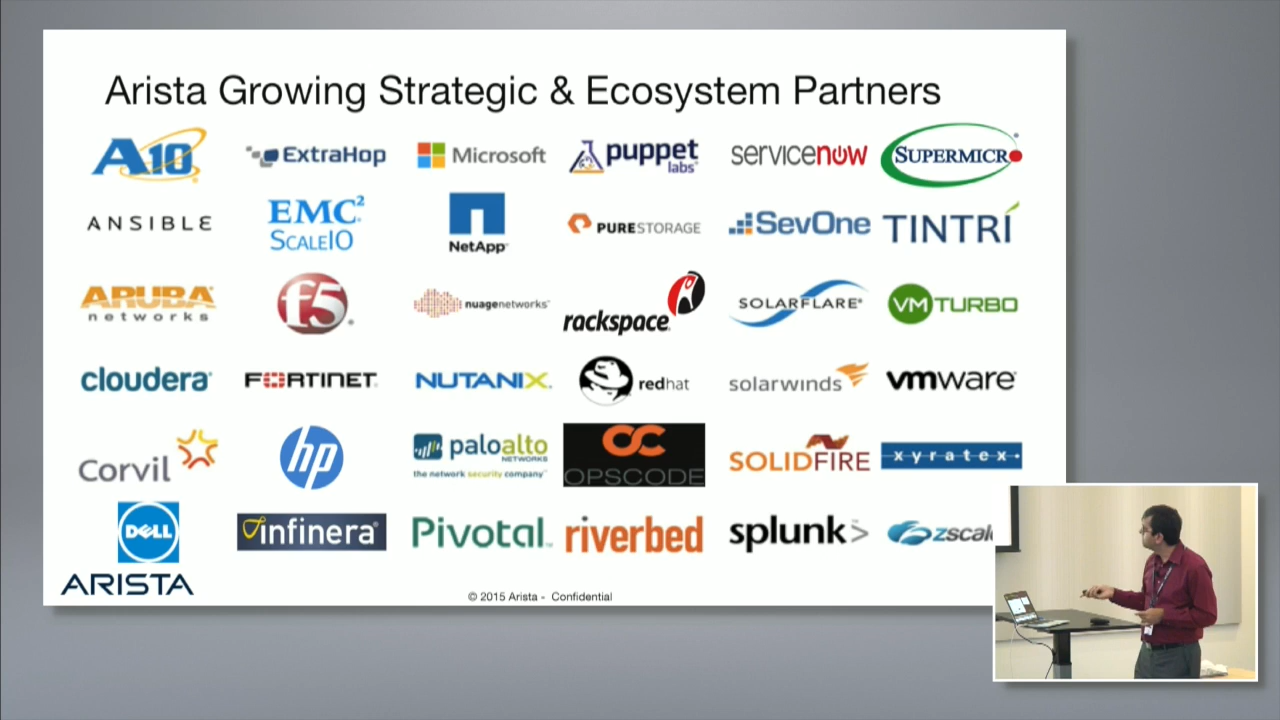 Arista Growing Strategic & Ecosystem Partners
A10 ExtraHop Microsoft puppet labs servicenow SUPERMICRO
ANSIBLE EMC² ScaleIO NetApp PURESTORAGE SevOne TINTRÍ
ARUBA networks f5 nuagenetworks rackspace SOLARFLARE VMTURBO
cloudera FORTINET NUTANIX redhat solarwinds vmware
Corvil hp paloalto NETWORKS the network security company OPSCODE SOLIDFIRE xyratex
DELL infinera Pivotal riverbed splunk> zscal
ARISTA
© 2015 Arista - Confidential